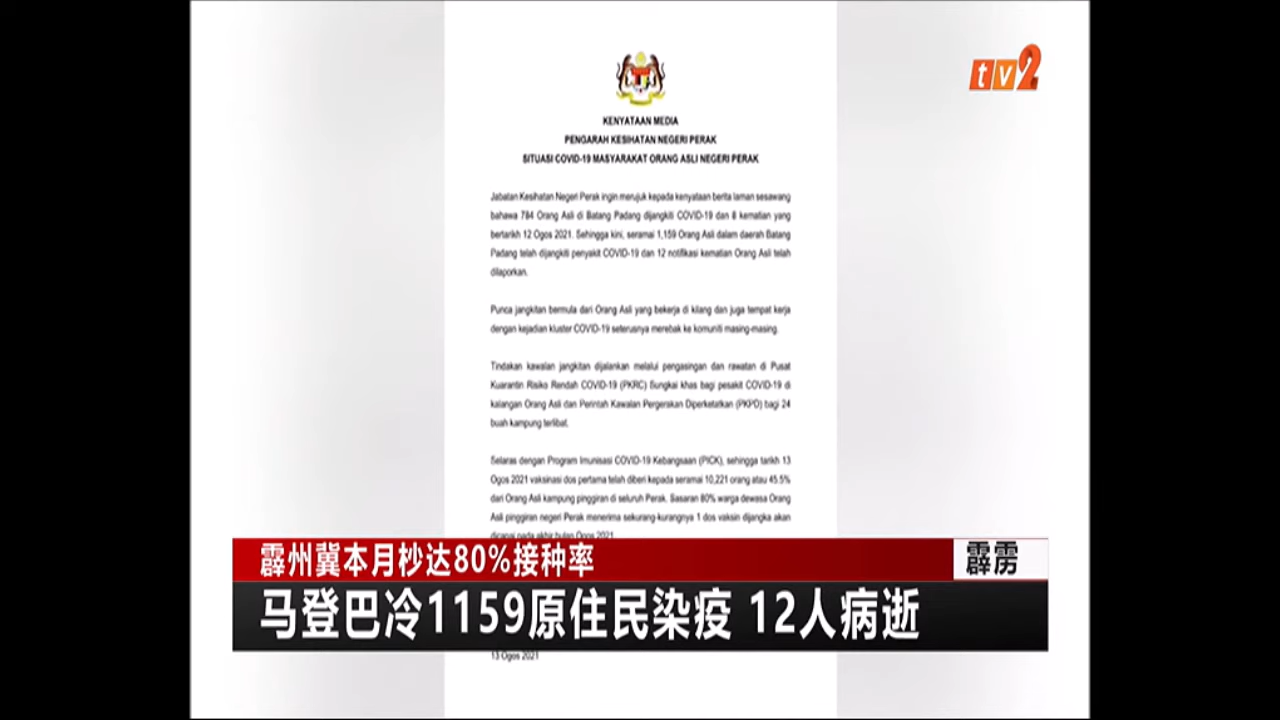 tv2
KENYATAAN MEDIA
PENGARAH KESIHATAN NEGERI PERAK
SITUASI COVID-19 MASYARAKAT ORANG ASLI NEGERI PERAK
Jabatan Kesihatan Negeri Perak ingin merujuk kepada kenyataan berita laman sesawang
bahawa 784 Orang Asli di Batang Padang dijangkiti COVID-19 dan 8 kematian yang
bertarikh 12 Ogos 2021. Sehingga kini, seramai 1,159 Orang Asli dalam daerah Batang
Padang telah dijangkiti penyakit COVID-19 dan 12 notifikasi kematian Orang Asli telah
dilaporkan.
Punca jangkitan bermula dari Orang Asli yang bekerja di kilang dan juga tempat kerja
dengan kejadian kluster COVID-19 seterusnya merebak ke komuniti masing-masing.
Tindakan kawalan jangkitan dijalankan melalui pengasingan dan rawatan di Pusat
Kuarantin Risiko Rendah COVID-19 (PKRC) Sungkai khas bagi pesakit COVID-19 di
kalangan Orang Asli dan Perintah Kawalan Pergerakan Diperketatkan (PKPD) bagi 24
buah kampung terlibat.
Selaras dengan Program Imunisasi COVID-19 Kebangsaan (PICK), sehingga tarikh 13
Ogos 2021 vaksinasi dos pertama telah diberi kepada seramai 10,221 orang atau 45.5%
dari Orang Asli kampung pinggiran di seluruh Perak. Sasaran 80% warga dewasa Orang
Asli pinggiran negeri Perak menerima sekurang-kurangnya 1 dos vaksin dijangka akan
dicapai pada akhir bulan Ogos 2021.
霹州冀本月杪达80%接种率
霹雳
马登巴冷1159原住民染疫 12人病逝
13 Ogos 2021